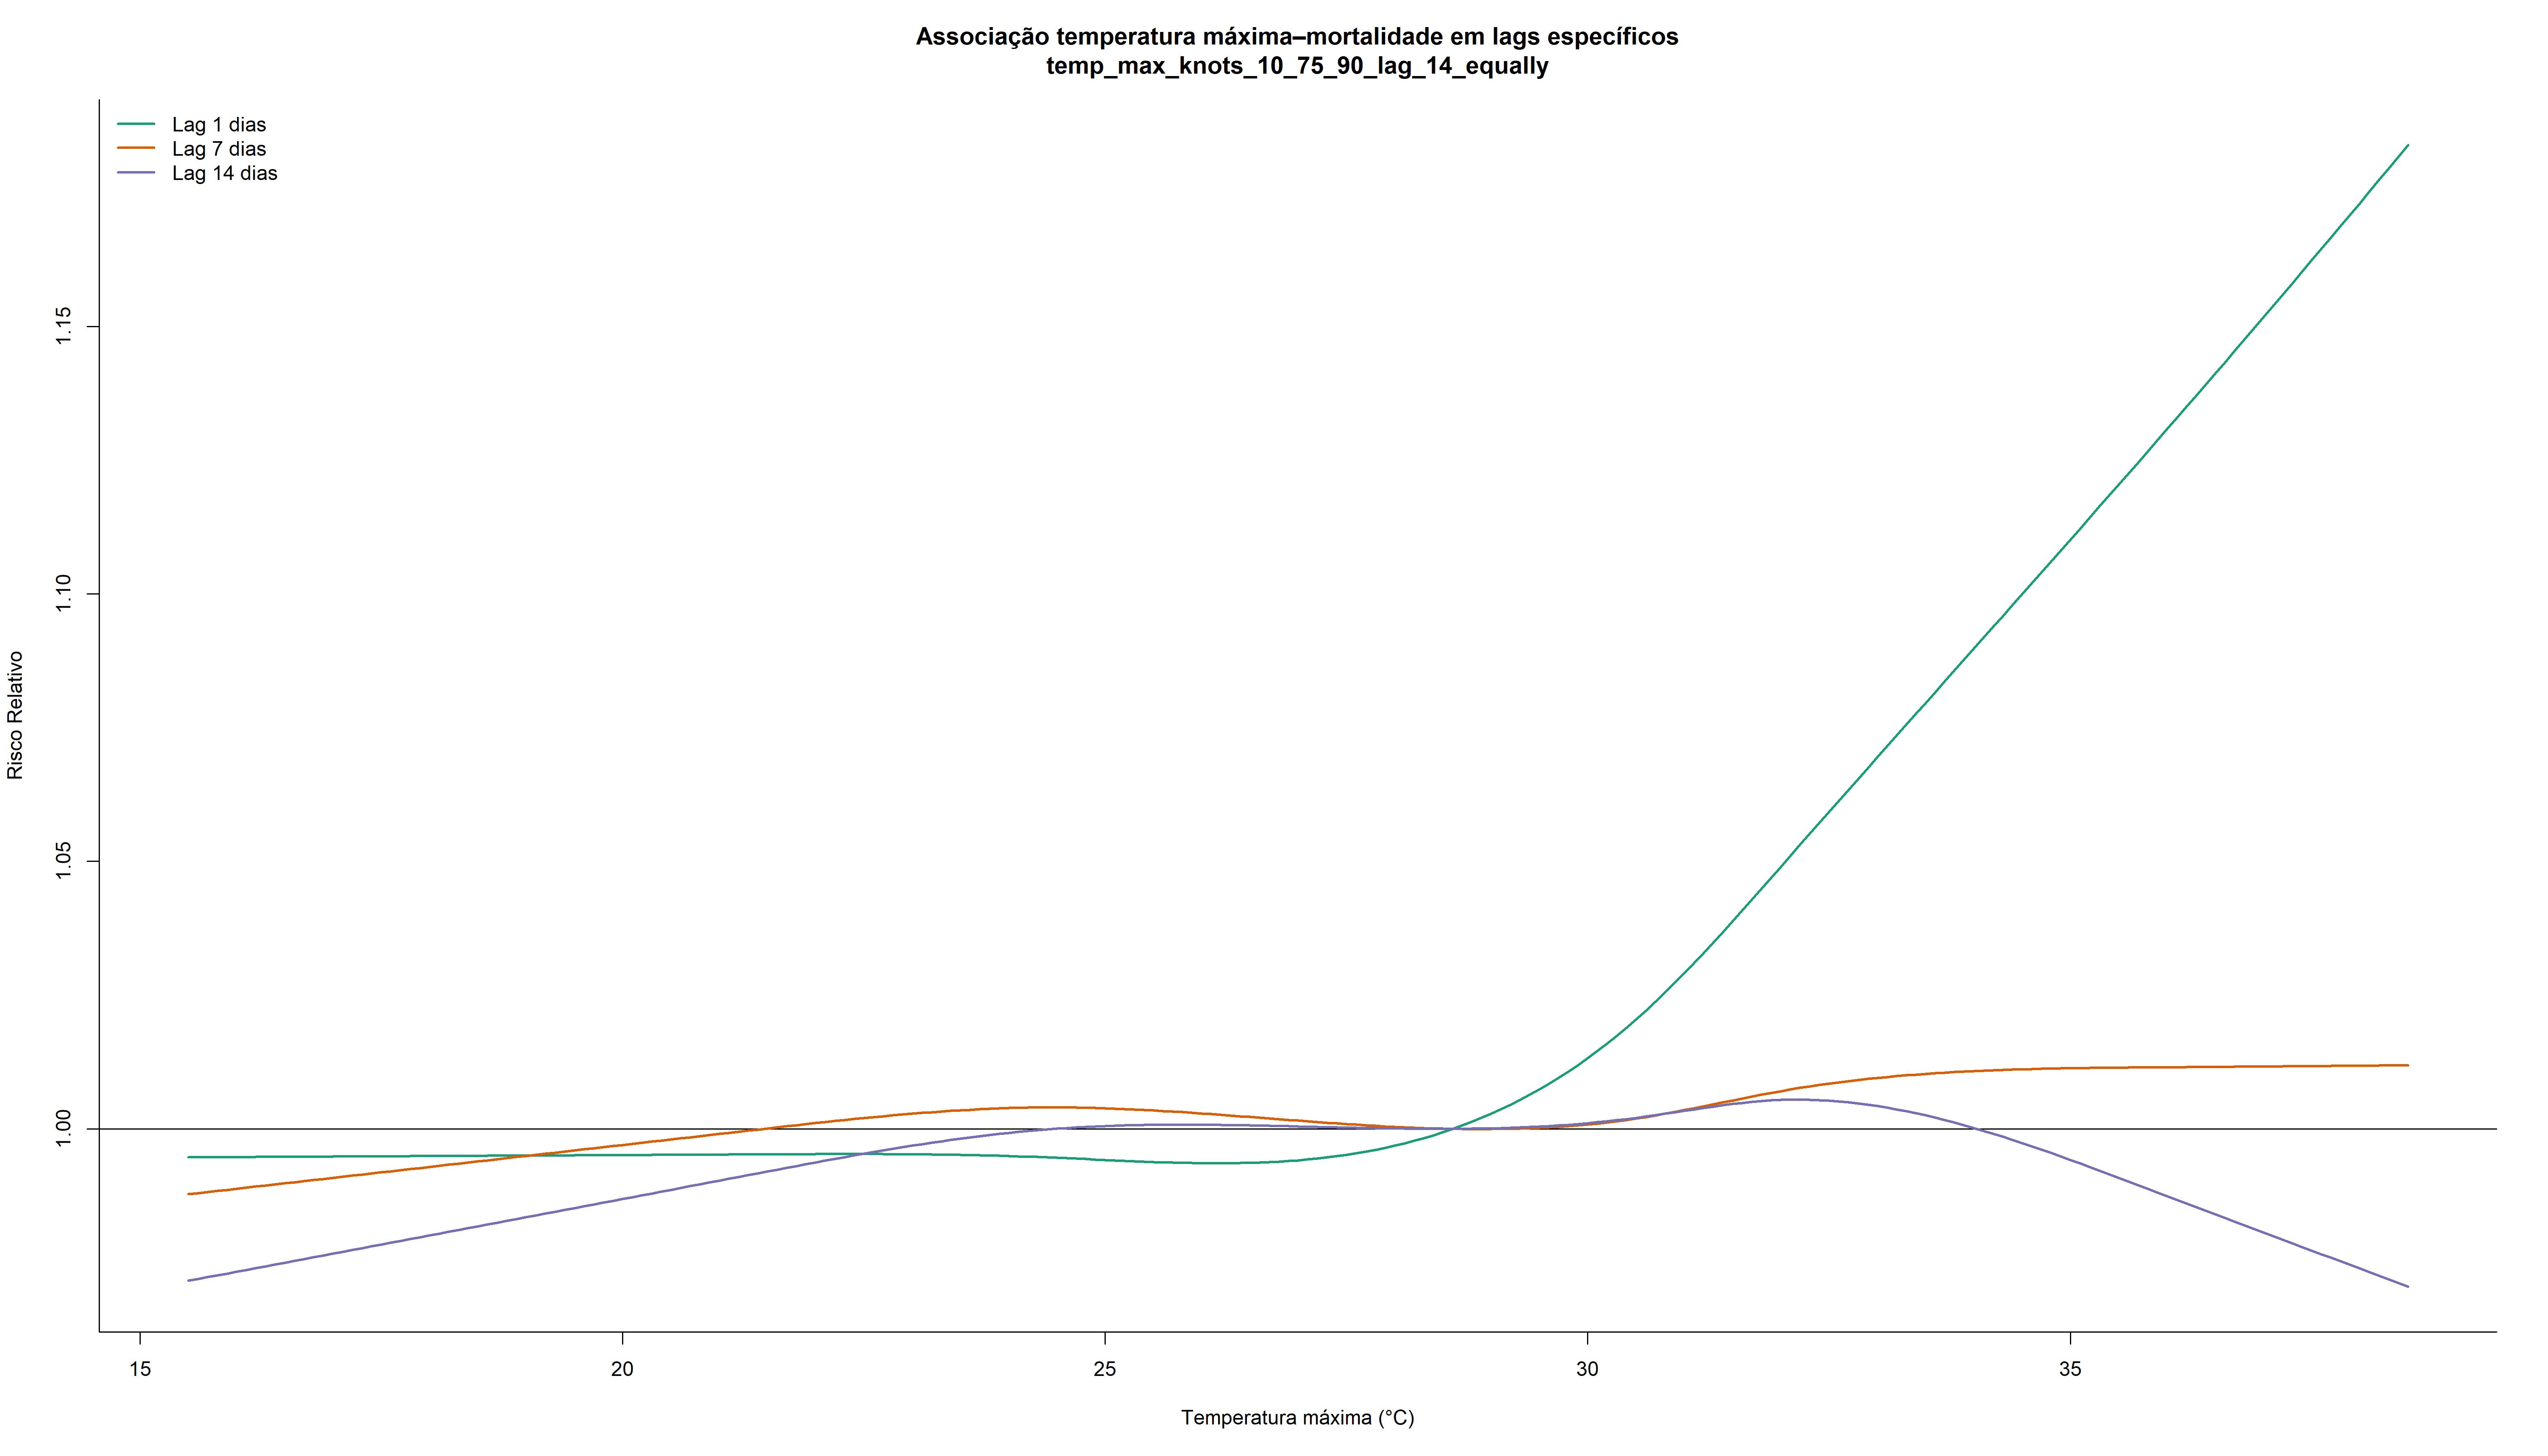 Associação temperatura máxima–mortalidade em lags específicos
temp_max_knots_10_75_90_lag_14_equally
Lag 1 dias
Lag 7 dias
Lag 14 dias
1.15
1.10
1.05
1.00
Risco Relativo
15 20 25 30 35
Temperatura máxima (°C)